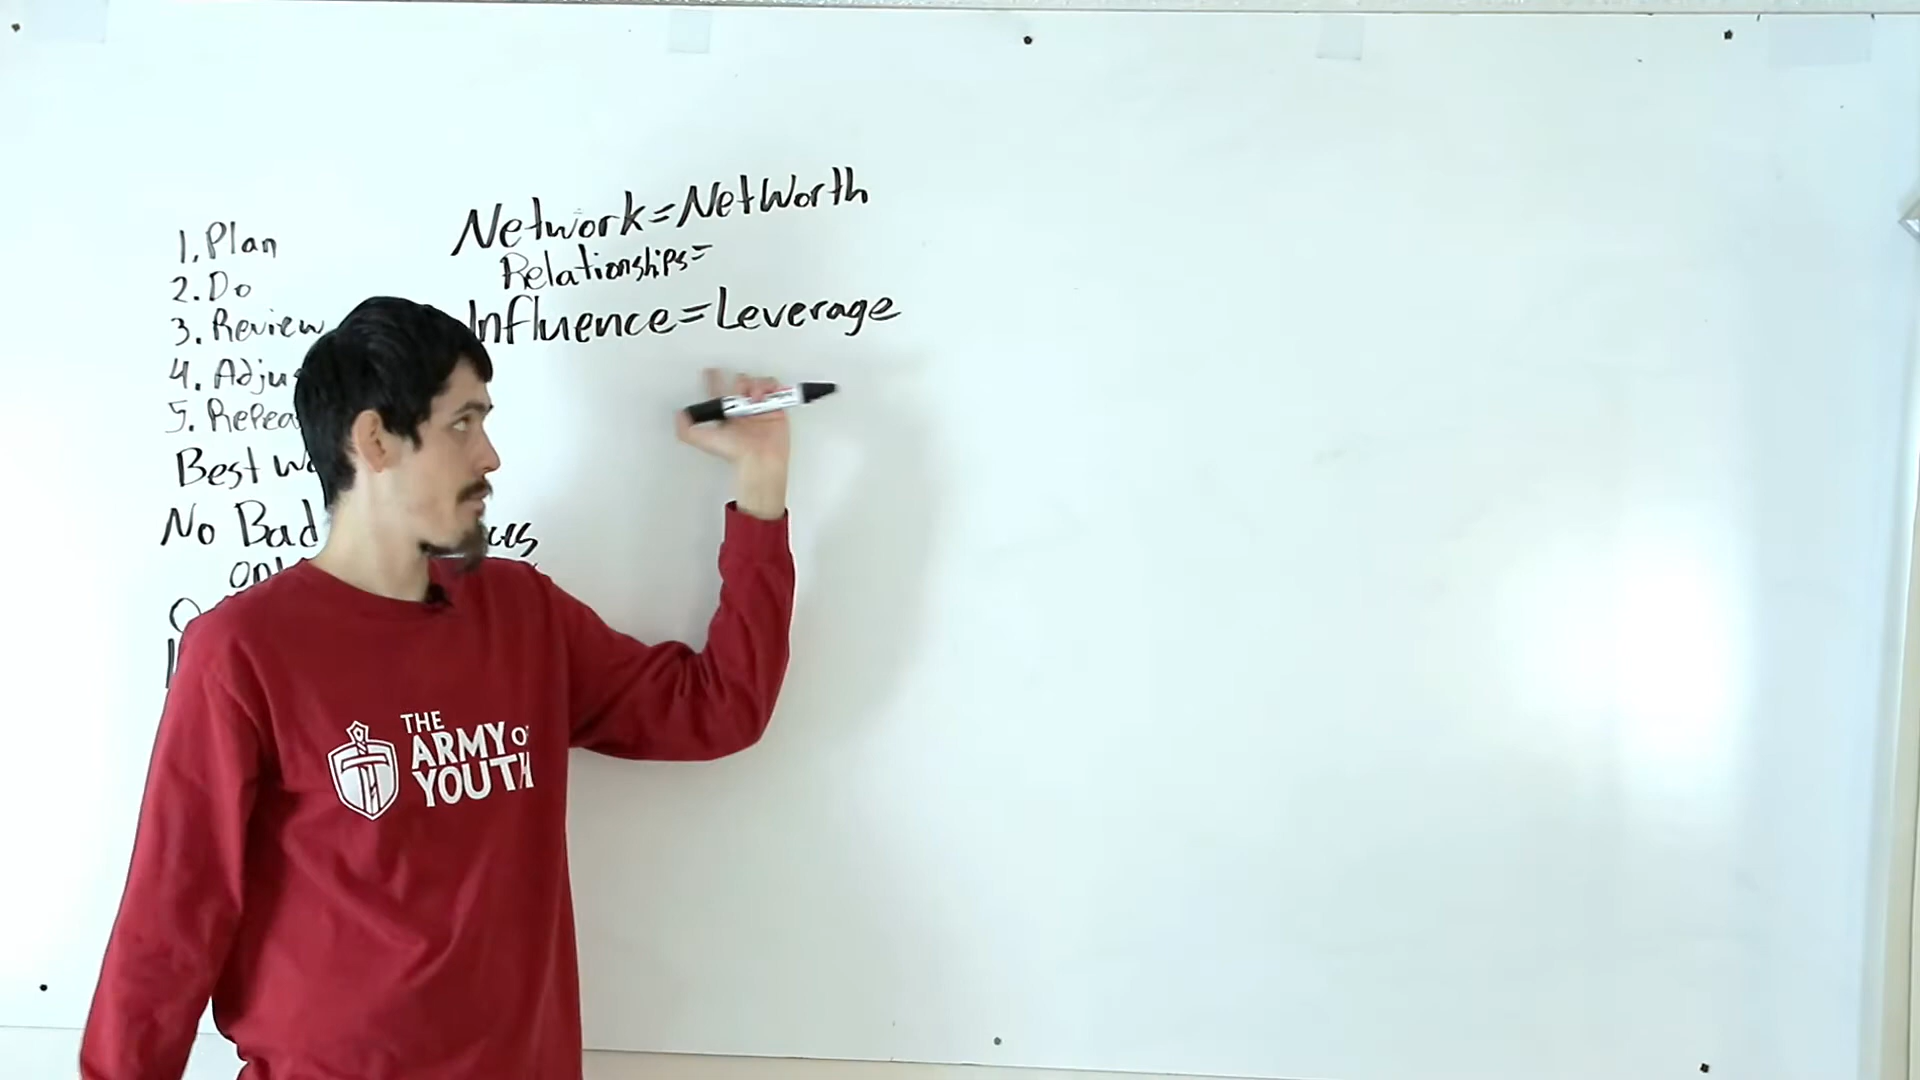 1. Plan
2. Do
3. Review
4. Adjus
5. Repea
Best
No Bad
Network = NetWorth
Relationships =
Influence = Leverage
THE
ARMY OF
YOUTH